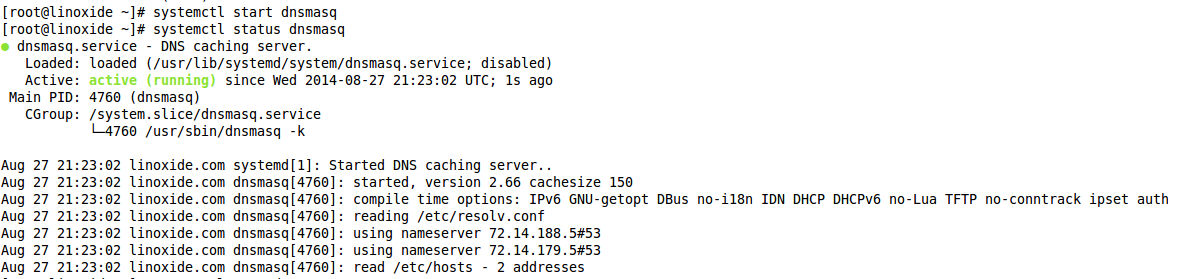 [root@linoxide ~]# systemctl start dnsmasq
[root@linoxide ~]# systemctl status dnsmasq
● dnsmasq.service - DNS caching server.
   Loaded: loaded (/usr/lib/systemd/system/dnsmasq.service; disabled)
   Active: active (running) since Wed 2014-08-27 21:23:02 UTC; 1s ago
 Main PID: 4760 (dnsmasq)
   CGroup: /system.slice/dnsmasq.service
           └─4760 /usr/sbin/dnsmasq -k

Aug 27 21:23:02 linoxide.com systemd[1]: Started DNS caching server..
Aug 27 21:23:02 linoxide.com dnsmasq[4760]: started, version 2.66 cachesize 150
Aug 27 21:23:02 linoxide.com dnsmasq[4760]: compile time options: IPv6 GNU-getopt DBus no-i18n IDN DHCP DHCPv6 no-Lua TFTP no-conntrack ipset auth
Aug 27 21:23:02 linoxide.com dnsmasq[4760]: reading /etc/resolv.conf
Aug 27 21:23:02 linoxide.com dnsmasq[4760]: using nameserver 72.14.188.5#53
Aug 27 21:23:02 linoxide.com dnsmasq[4760]: using nameserver 72.14.179.5#53
Aug 27 21:23:02 linoxide.com dnsmasq[4760]: read /etc/hosts - 2 addresses